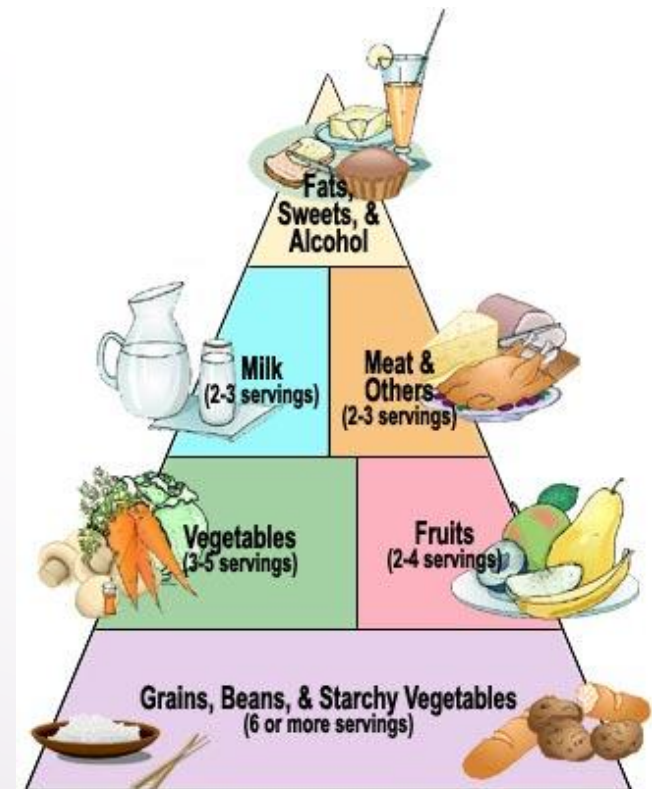 Fats,
Sweets, &
Alcohol
Milk
(2-3 servings)
Meat &
Others
(2-3 servings)
Vegetables
(3-5 servings)
Fruits
(2-4 servings)
Grains, Beans, & Starchy Vegetables
(6 or more servings)